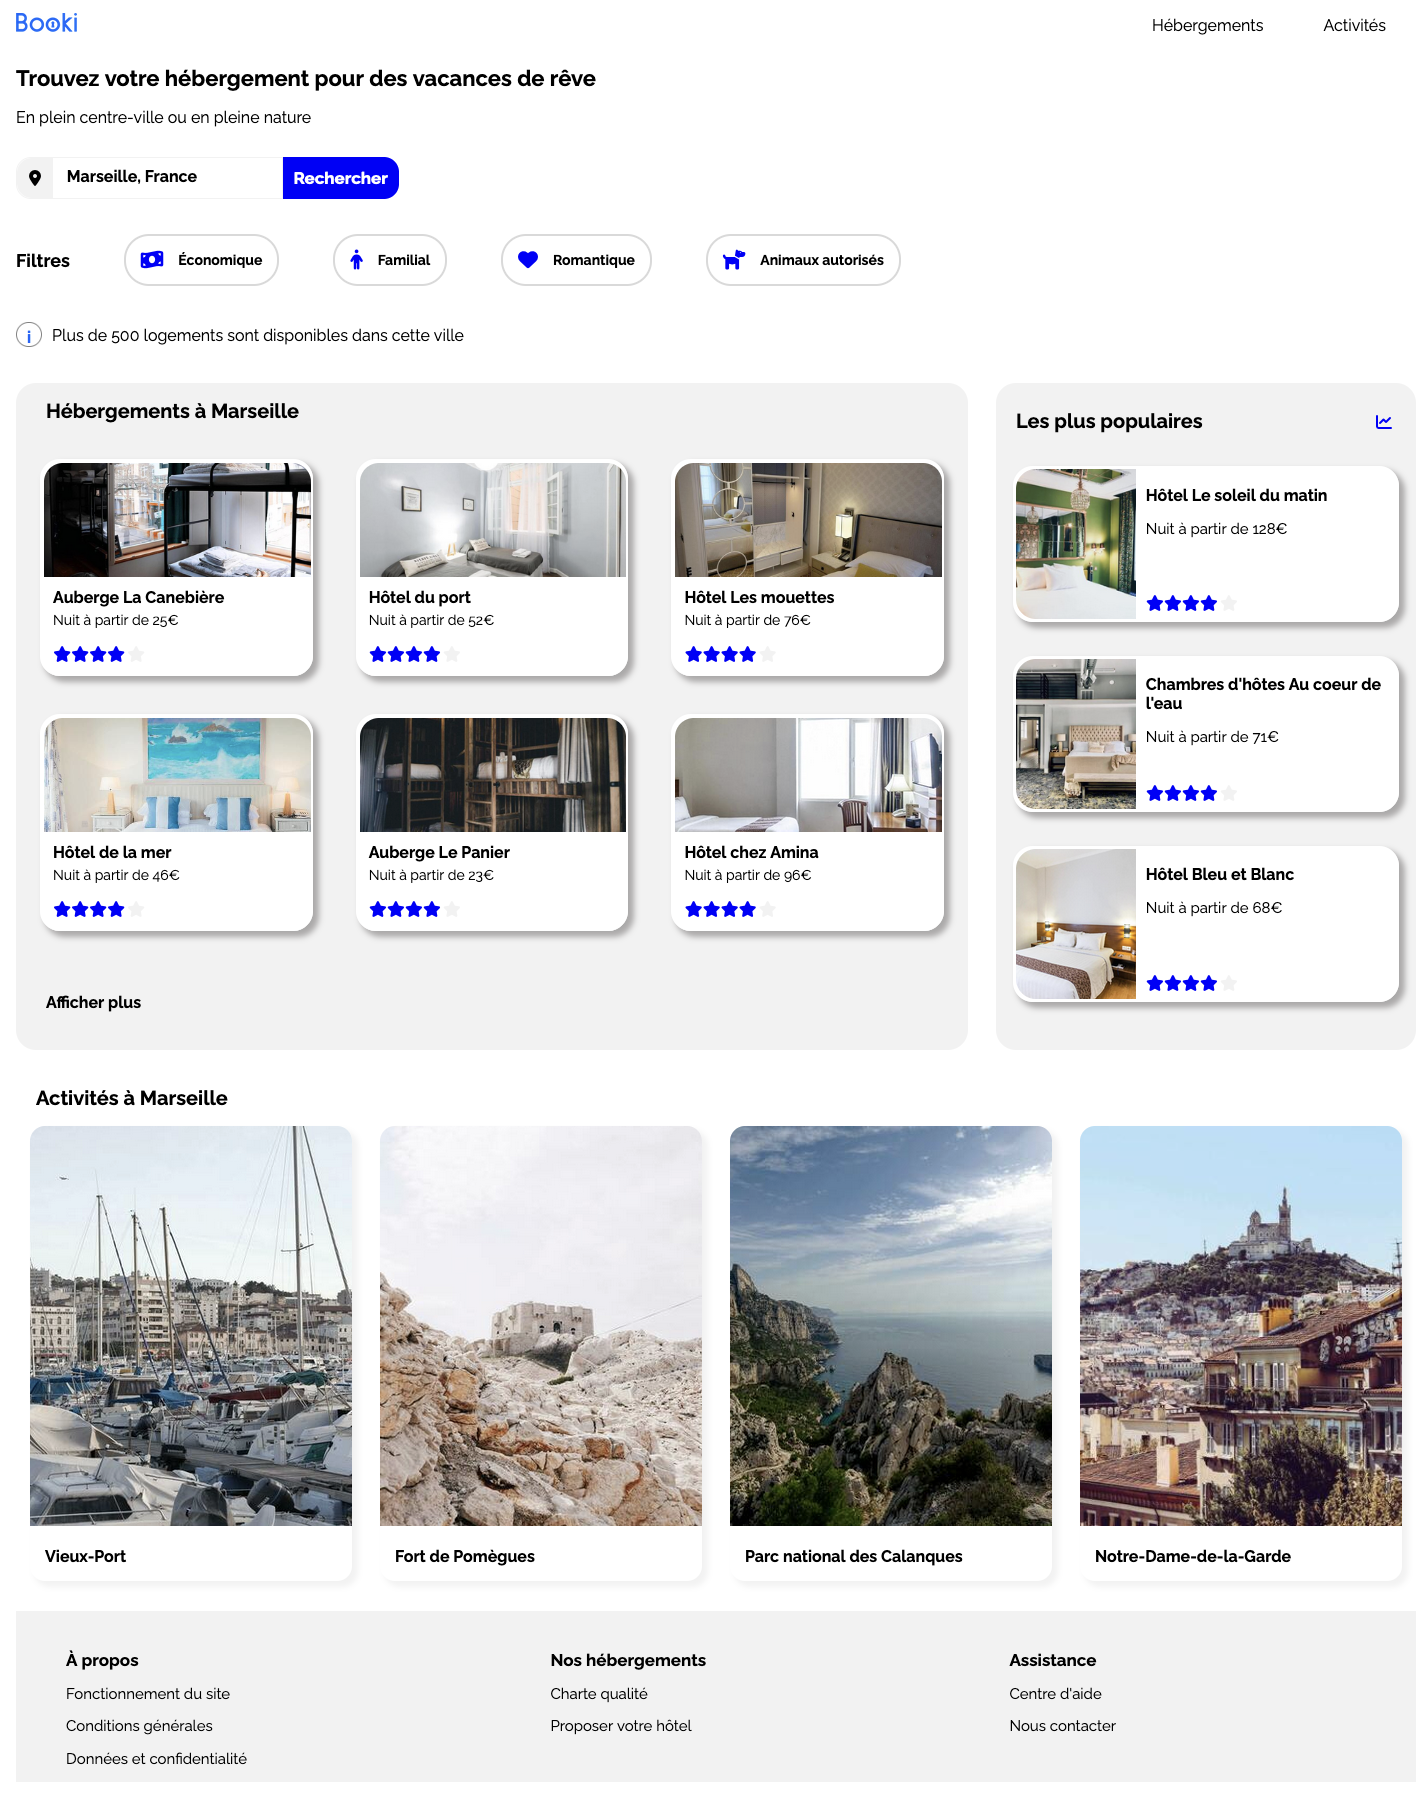 Booki
Hébergements
Activités
Trouvez votre hébergement pour des vacances de rêve
En plein centre-ville ou en pleine nature
Marseille, France
Rechercher
Filtres
Économique
Familial
Romantique
Animaux autorisés
i
Plus de 500 logements sont disponibles dans cette ville
Hébergements à Marseille
Auberge La Canebière
Nuit à partir de 25€
Hôtel du port
Nuit à partir de 52€
Hôtel Les mouettes
Nuit à partir de 76€
Hôtel de la mer
Nuit à partir de 46€
Auberge Le Panier
Nuit à partir de 23€
Hôtel chez Amina
Nuit à partir de 96€
Afficher plus
Les plus populaires
Hôtel Le soleil du matin
Nuit à partir de 128€
Chambres d'hôtes Au coeur de
l'eau
Nuit à partir de 71€
Hôtel Bleu et Blanc
Nuit à partir de 68€
Activités à Marseille
Vieux-Port
Fort de Pomègues
Parc national des Calanques
Notre-Dame-de-la-Garde
À propos
Fonctionnement du site
Conditions générales
Données et confidentialité
Nos hébergements
Charte qualité
Proposer votre hôtel
Assistance
Centre d'aide
Nous contacter